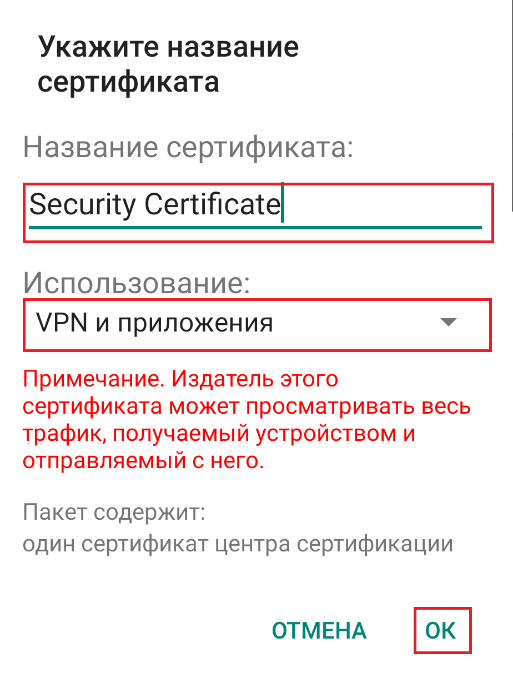 Укажите название
сертификата
Название сертификата:
Security Certificate
Использование:
VPN и приложения
Примечание. Издатель этого
сертификата может просматривать весь
трафик, получаемый устройством и
отправляемый с него.
Пакет содержит:
один сертификат центра сертификации
ОТМЕНА
ОК